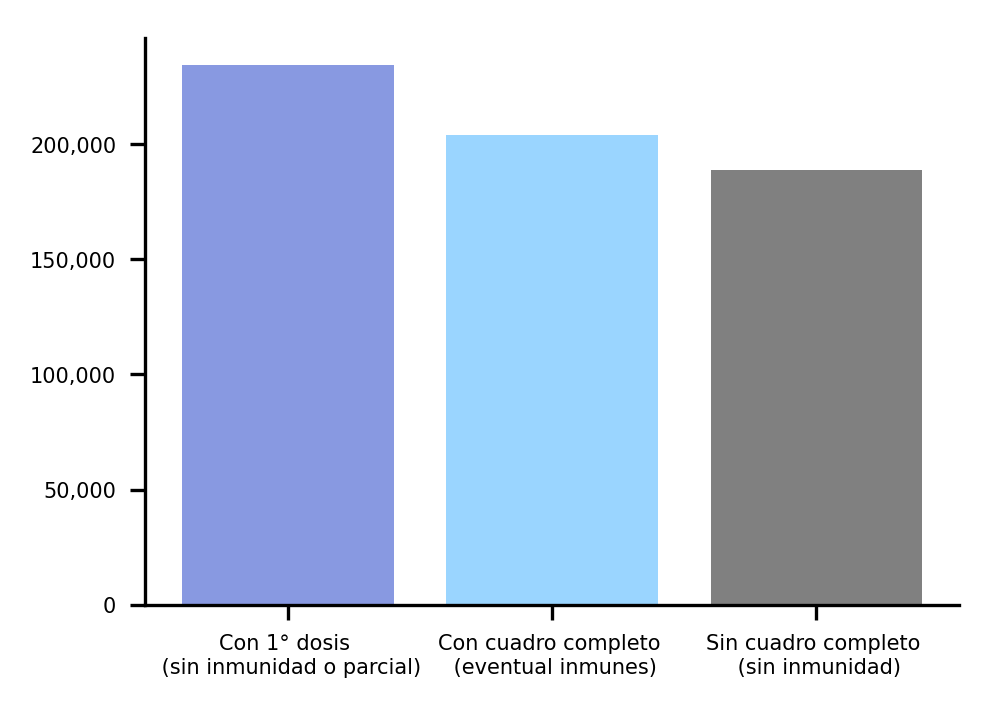 200,000
150,000
100,000
50,000
0
Con 1° dosis
(sin inmunidad o parcial)
Con cuadro completo
(eventual inmunes)
Sin cuadro completo
(sin inmunidad)